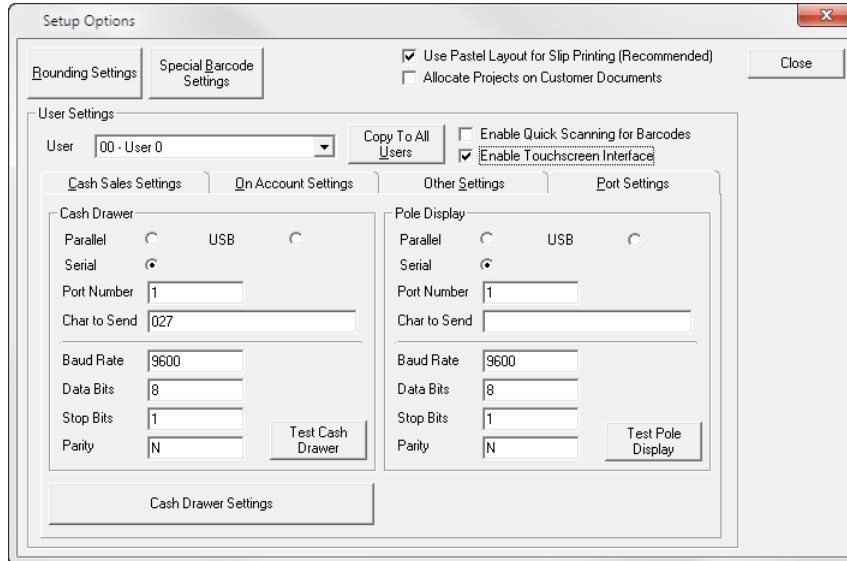 Setup Options
x
Rounding Settings
Special Barcode
Settings
Use Pastel Layout for Slip Printing (Recommended)
Allocate Projects on Customer Documents
Close
User Settings
User 00 - User 0
Copy To All
Users
Enable Quick Scanning for Barcodes
Enable Touchscreen Interface
Cash Sales Settings On Account Settings Other Settings Port Settings
Cash Drawer
Parallel USB
Serial
Port Number 1
Char to Send 027
Baud Rate 9600
Data Bits 8
Stop Bits 1
Parity N
Test Cash
Drawer
Pole Display
Parallel USB
Serial
Port Number 1
Char to Send
Baud Rate 9600
Data Bits 8
Stop Bits 1
Parity N
Test Pole
Display
Cash Drawer Settings